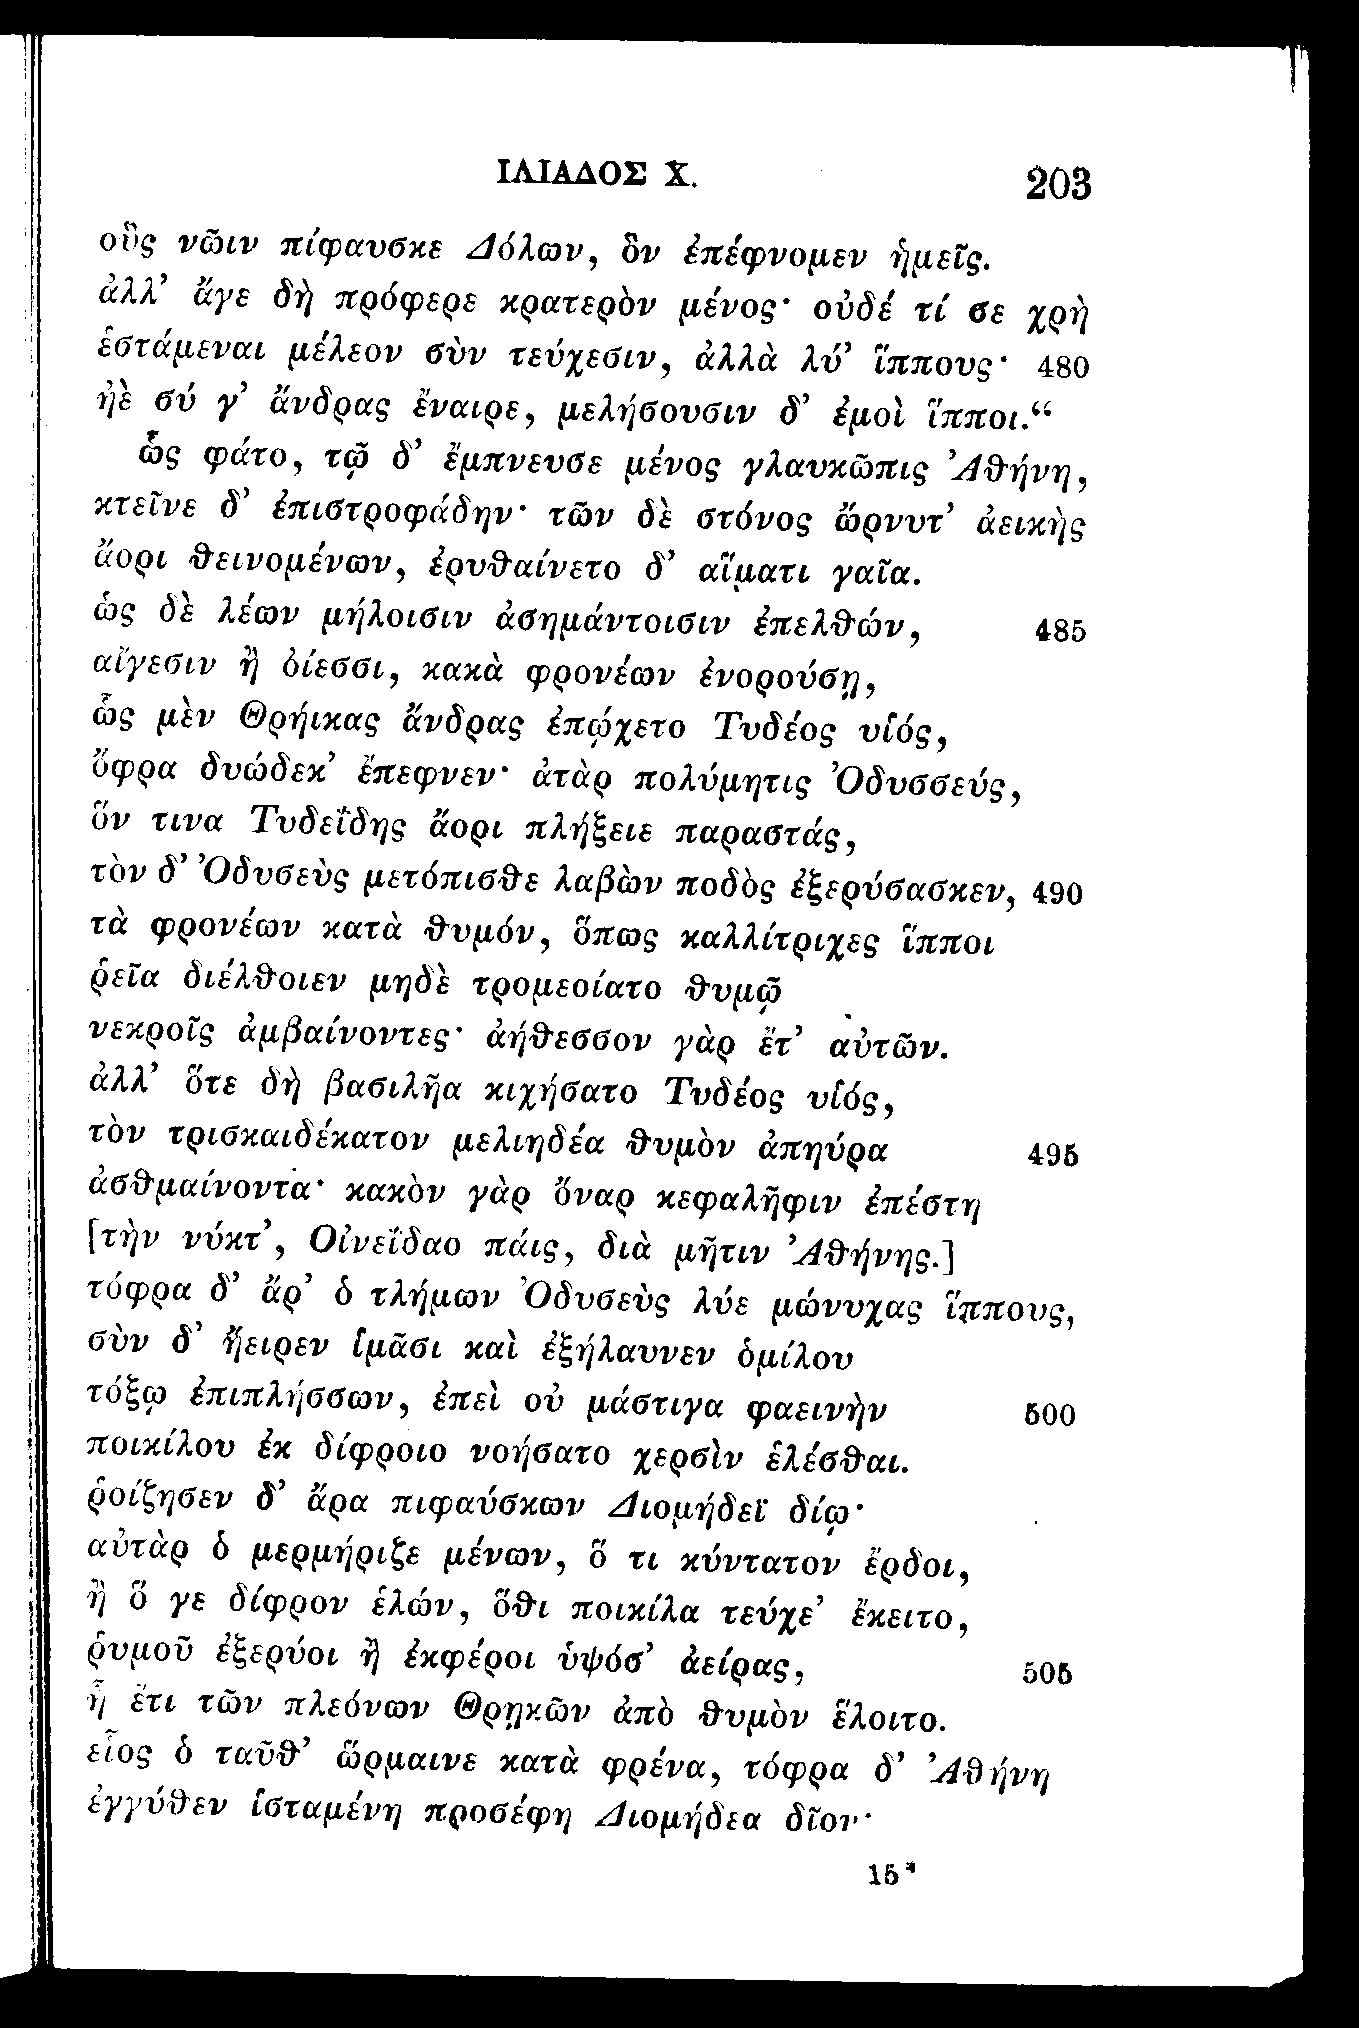 ΙΛΙΑΔΟΣ Χ. 203
οὓς νῶιν πίφαυσκε Δόλων, ὃν ἐπέφνομεν ἡμεῖς.
ἀλλ’ ἄγε δὴ πρόφερε κρατερὸν μένος· οὐδέ τί σε χρὴ
ἑστάμεναι μέλεον σὺν τεύχεσιν, ἀλλὰ λύ’ ἵππους· 480
ἠὲ σύ γ’ ἄνδρας ἔναιρε, μελήσουσιν δ’ ἐμοὶ ἵπποι.“
ὣς φάτο, τῷ δ’ ἔμπνευσε μένος γλαυκῶπις Ἀθήνη,
κτεῖνε δ’ ἐπιστροφάδην· τῶν δὲ στόνος ὤρνυτ’ ἀεικὴς
ἄορι θεινομένων, ἐρυθαίνετο δ’ αἵματι γαῖα.
ὡς δὲ λέων μήλοισιν ἀσημάντοισιν ἐπελθών, 485
αἴγεσιν ἢ ὀίεσσι, κακὰ φρονέων ἐνορούσῃ,
ὣς μὲν Θρήικας ἄνδρας ἐπῴχετο Τυδέος υἱός,
ὄφρα δυώδεκ’ ἔπεφνεν· ἀτὰρ πολύμητις Ὀδυσσεύς,
ὅν τινα Τυδεΐδης ἄορι πλήξειε παραστάς,
τὸν δ’ Ὀδυσεὺς μετόπισθε λαβὼν ποδὸς ἐξερύσασκεν, 490
τὰ φρονέων κατὰ θυμόν, ὅπως καλλίτριχες ἵπποι
ῥεῖα διέλθοιεν μηδὲ τρομεοίατο θυμῷ
νεκροῖς ἀμβαίνοντες· ἀήθεσσον γὰρ ἔτ’ αὐτῶν.
ἀλλ’ ὅτε δὴ βασιλῆα κιχήσατο Τυδέος υἱός,
τὸν τρισκαιδέκατον μελιηδέα θυμὸν ἀπηύρα 495
ἀσθμαίνοντα· κακὸν γὰρ ὄναρ κεφαλῆφιν ἐπέστη
[τὴν νύκτ’, Οἰνεΐδαο πάις, διὰ μῆτιν Ἀθήνης.]
τόφρα δ’ ἄρ’ ὁ τλήμων Ὀδυσεὺς λύε μώνυχας ἵππους,
σὺν δ’ ἤειρεν ἱμᾶσι καὶ ἐξήλαυνεν ὁμίλου
τόξῳ ἐπιπλήσσων, ἐπεὶ οὐ μάστιγα φαεινὴν 500
ποικίλου ἐκ δίφροιο νοήσατο χερσὶν ἑλέσθαι.
ῥοίζησεν δ’ ἄρα πιφαύσκων Διομήδεϊ δίῳ·
αὐτὰρ ὁ μερμήριζε μένων, ὅ τι κύντατον ἔρδοι,
ἢ ὅ γε δίφρον ἑλών, ὅθι ποικίλα τεύχε’ ἔκειτο,
ῥυμοῦ ἐξερύοι ἢ ἐκφέροι ὑψόσ’ ἀείρας, 505
ἦ ἔτι τῶν πλεόνων Θρῃκῶν ἀπὸ θυμὸν ἕλοιτο.
εἷος ὁ ταῦθ’ ὥρμαινε κατὰ φρένα, τόφρα δ’ Ἀθήνη
ἐγγύθεν ἱσταμένη προσέφη Διομήδεα δῖον·
15*